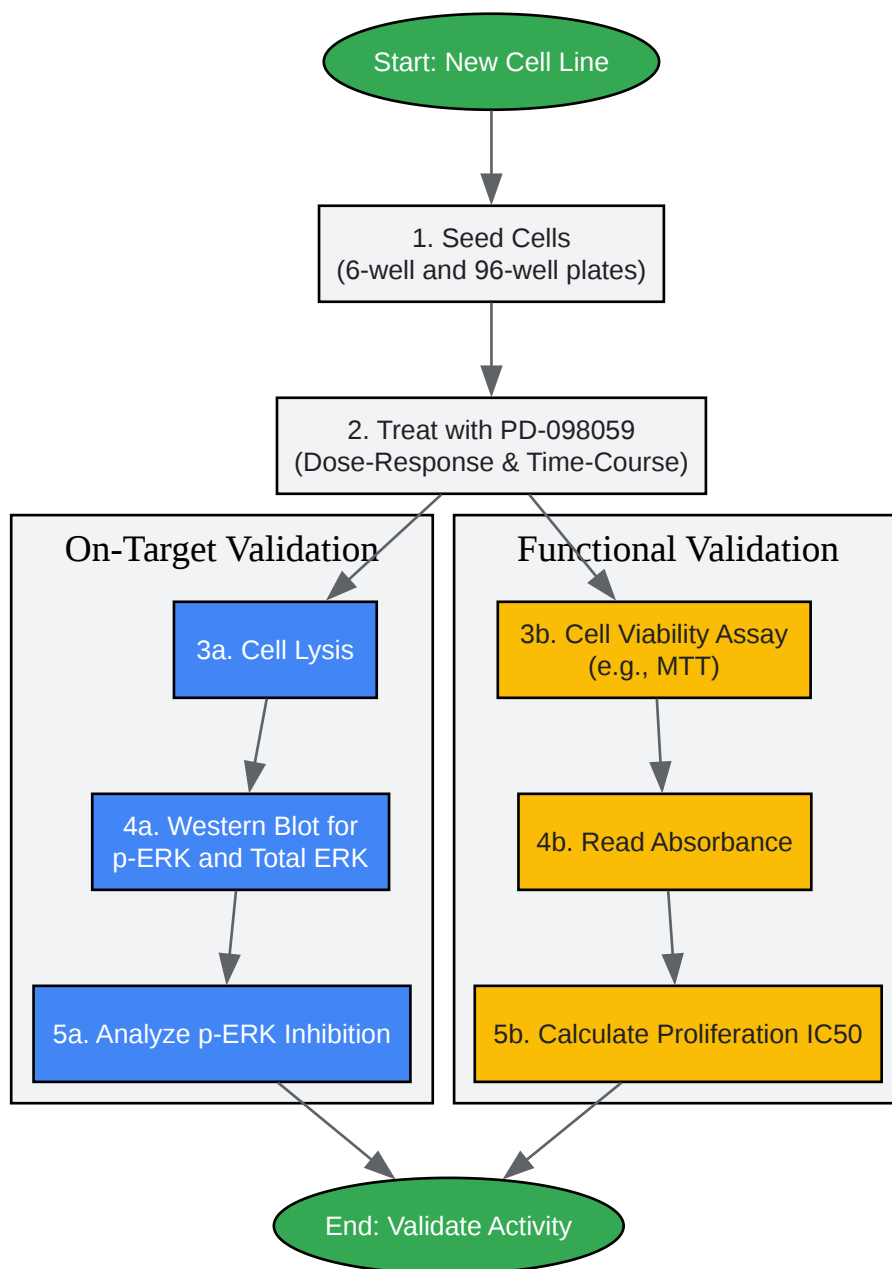 Start: New Cell Line
1. Seed Cells
(6-well and 96-well plates)
2. Treat with PD-098059
(Dose-Response & Time-Course)
On-Target Validation
3a. Cell Lysis
4a. Western Blot for
p-ERK and Total ERK
5a. Analyze p-ERK Inhibition
Functional Validation
3b. Cell Viability Assay
(e.g., MTT)
4b. Read Absorbance
5b. Calculate Proliferation IC50
End: Validate Activity